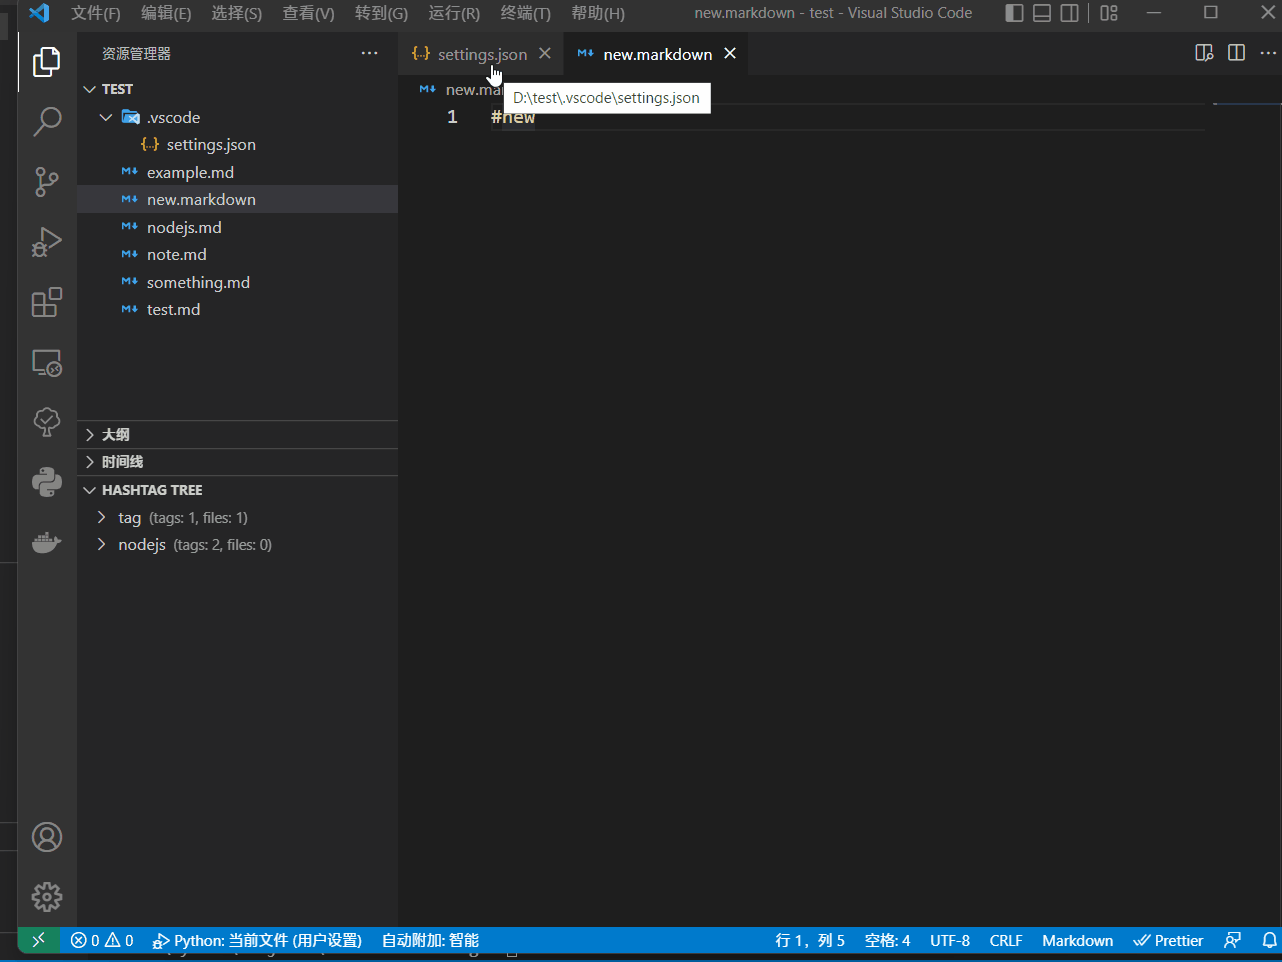 文件(F) 编辑(E) 选择(S) 查看(V) 转到(G) 运行(R) 终端(T) 帮助(H) new.markdown - test - Visual Studio Code
资源管理器 ···
{..} settings.json M↓ new.markdown
TEST
M↓
D:\test\.vscode\settings.json
.vscode
1 #new
{..} settings.json
M↓ example.md
M↓ new.markdown
M↓ nodejs.md
M↓ note.md
M↓ something.md
M↓ test.md
大纲
时间线
HASHTAG TREE
tag (tags: 1, files: 1)
nodejs (tags: 2, files: 0)
0 0 Python: 当前文件 (用户设置) 自动附加: 智能 行 1，列 5 空格: 4 UTF-8 CRLF Markdown Prettier